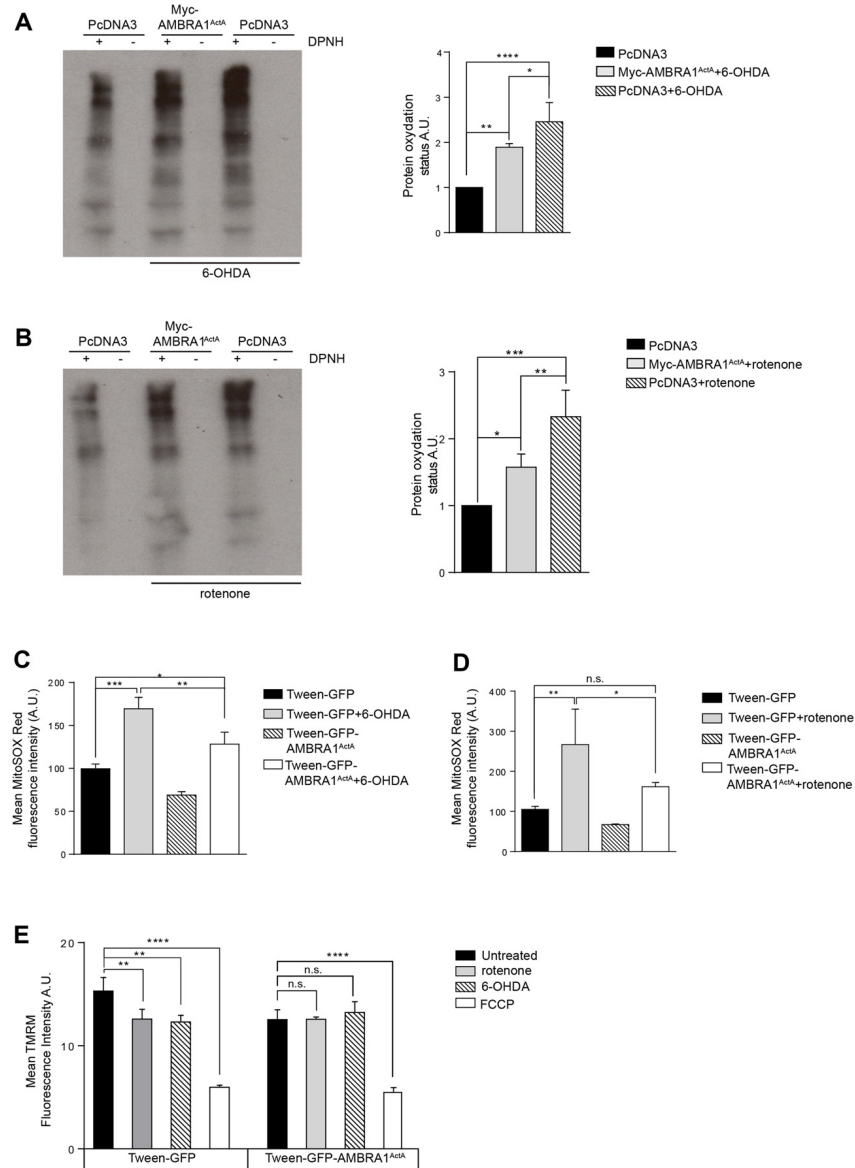 A
PcDNA3
Myc-
AMBRA1ActA
PcDNA3
+ - + - + - DPNH
6-OHDA
Protein oxydation
status A.U.
4
3
2
1
0
****
*
**
PcDNA3
Myc-AMBRA1ActA+6-OHDA
PcDNA3+6-OHDA
B
PcDNA3
Myc-
AMBRA1ActA
PcDNA3
+ - + - + - DPNH
rotenone
Protein oxydation
status A.U.
3
2
1
0
***
**
*
PcDNA3
Myc-AMBRA1ActA+rotenone
PcDNA3+rotenone
C
Mean MitoSOX Red
fluorescence intensity (A.U.)
200
150
100
50
0
*
*** **
Tween-GFP
Tween-GFP+6-OHDA
Tween-GFP-
AMBRA1ActA
Tween-GFP-
AMBRA1ActA+6-OHDA
D
Mean MitoSOX Red
fluorescence intensity (A.U.)
400
300
200
100
0
n.s.
** *
Tween-GFP
Tween-GFP+rotenone
Tween-GFP-
AMBRA1ActA
Tween-GFP-
AMBRA1ActA+rotenone
E
Mean TMRM
Fluorescence Intensity A.U.
20
10
0
****
**
**
****
n.s.
n.s.
Tween-GFP
Tween-GFP-AMBRA1ActA
Untreated
rotenone
6-OHDA
FCCP